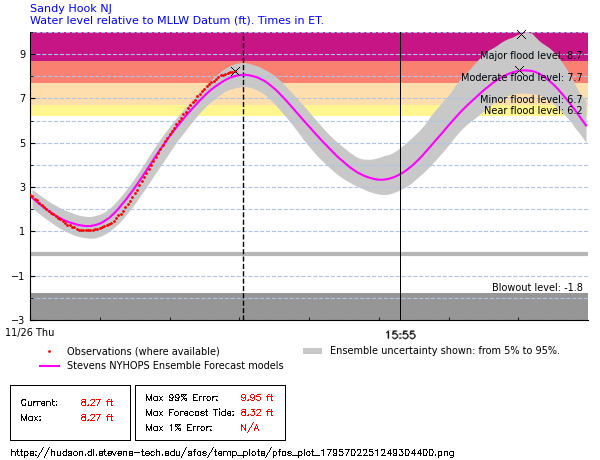 Sandy Hook NJ
Water level relative to MLLW Datum (ft). Times in ET.
9
7
5
3
1
−1
−3
Major flood level: 8.7
Moderate flood level: 7.7
Minor flood level: 6.7
Near flood level: 6.2
Blowout level: -1.8
11/26 Thu
15:55
Observations (where available)
Stevens NYHOPS Ensemble Forecast models
Ensemble uncertainty shown: from 5% to 95%.
Current: 8.27 ft
Max: 8.27 ft
Max 99% Error: 9.95 ft
Max Forecast Tide: 8.32 ft
Max 1% Error: N/A
https://hudson.dl.stevens-tech.edu/sfas/temp_plots/pfas_plot_1795702251249304400.png